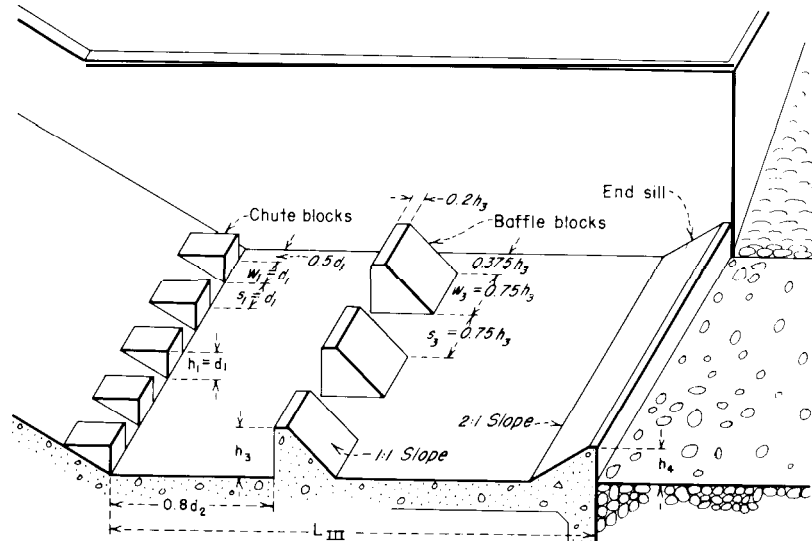 End sill
0.2h₃
Chute blocks
Baffle blocks
0.5d₁
0.375h₃
w₁=d₁
w₃=0.75h₃
s₁=d₁
s₃=0.75h₃
h₁=d₁
2:1 Slope
h₃
1:1 Slope
h₄
0.8d₂
L III